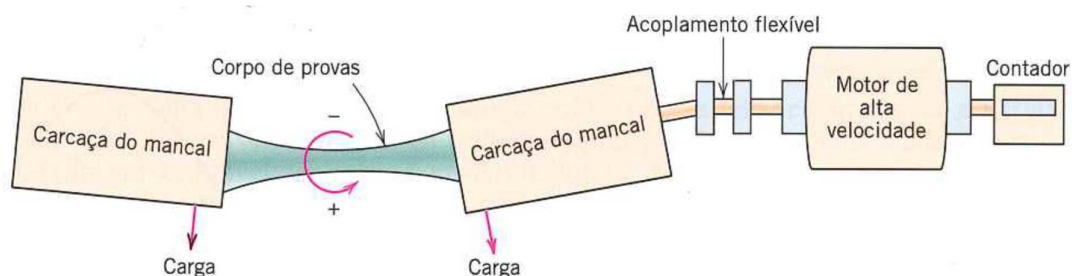 Acoplamento flexível
Corpo de provas
Motor de
alta
velocidade
Contador
Carcaça do mancal
−
Carcaça do mancal
+
Carga
Carga